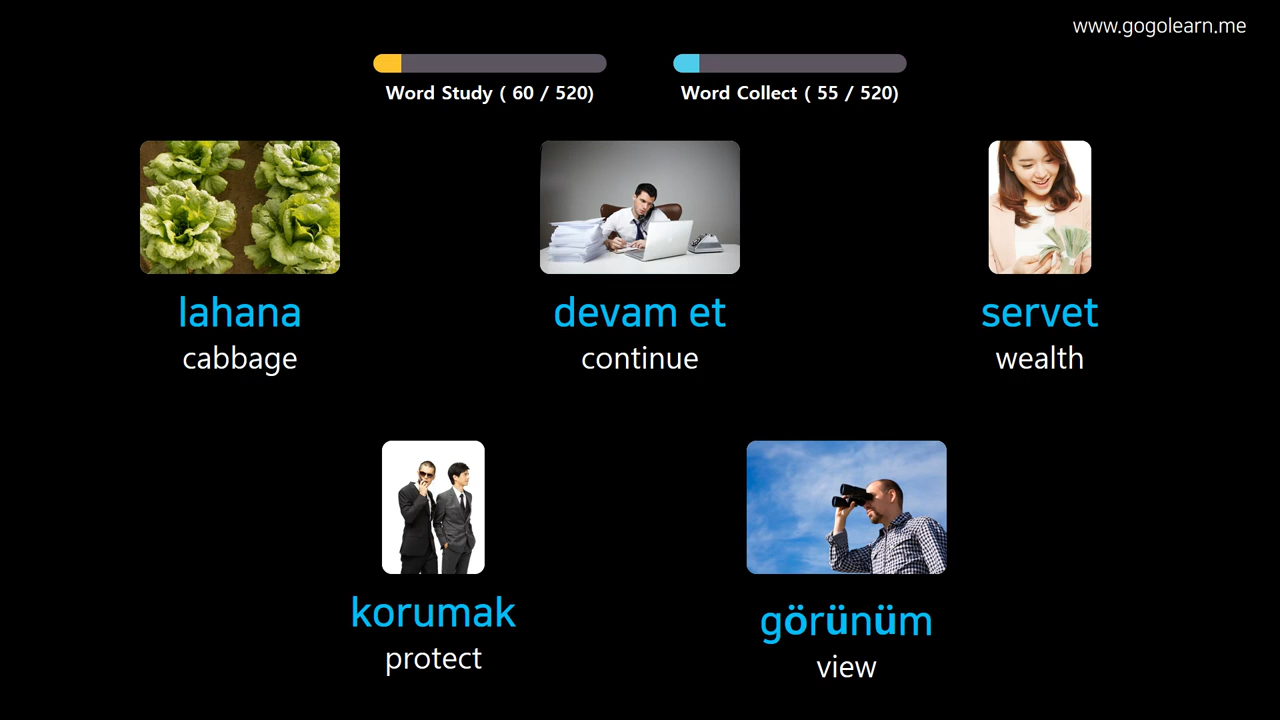 www.gogolearn.me
Word Study ( 60 / 520)
Word Collect ( 55 / 520)
lahana
cabbage
devam et
continue
servet
wealth
korumak
protect
görünüm
view